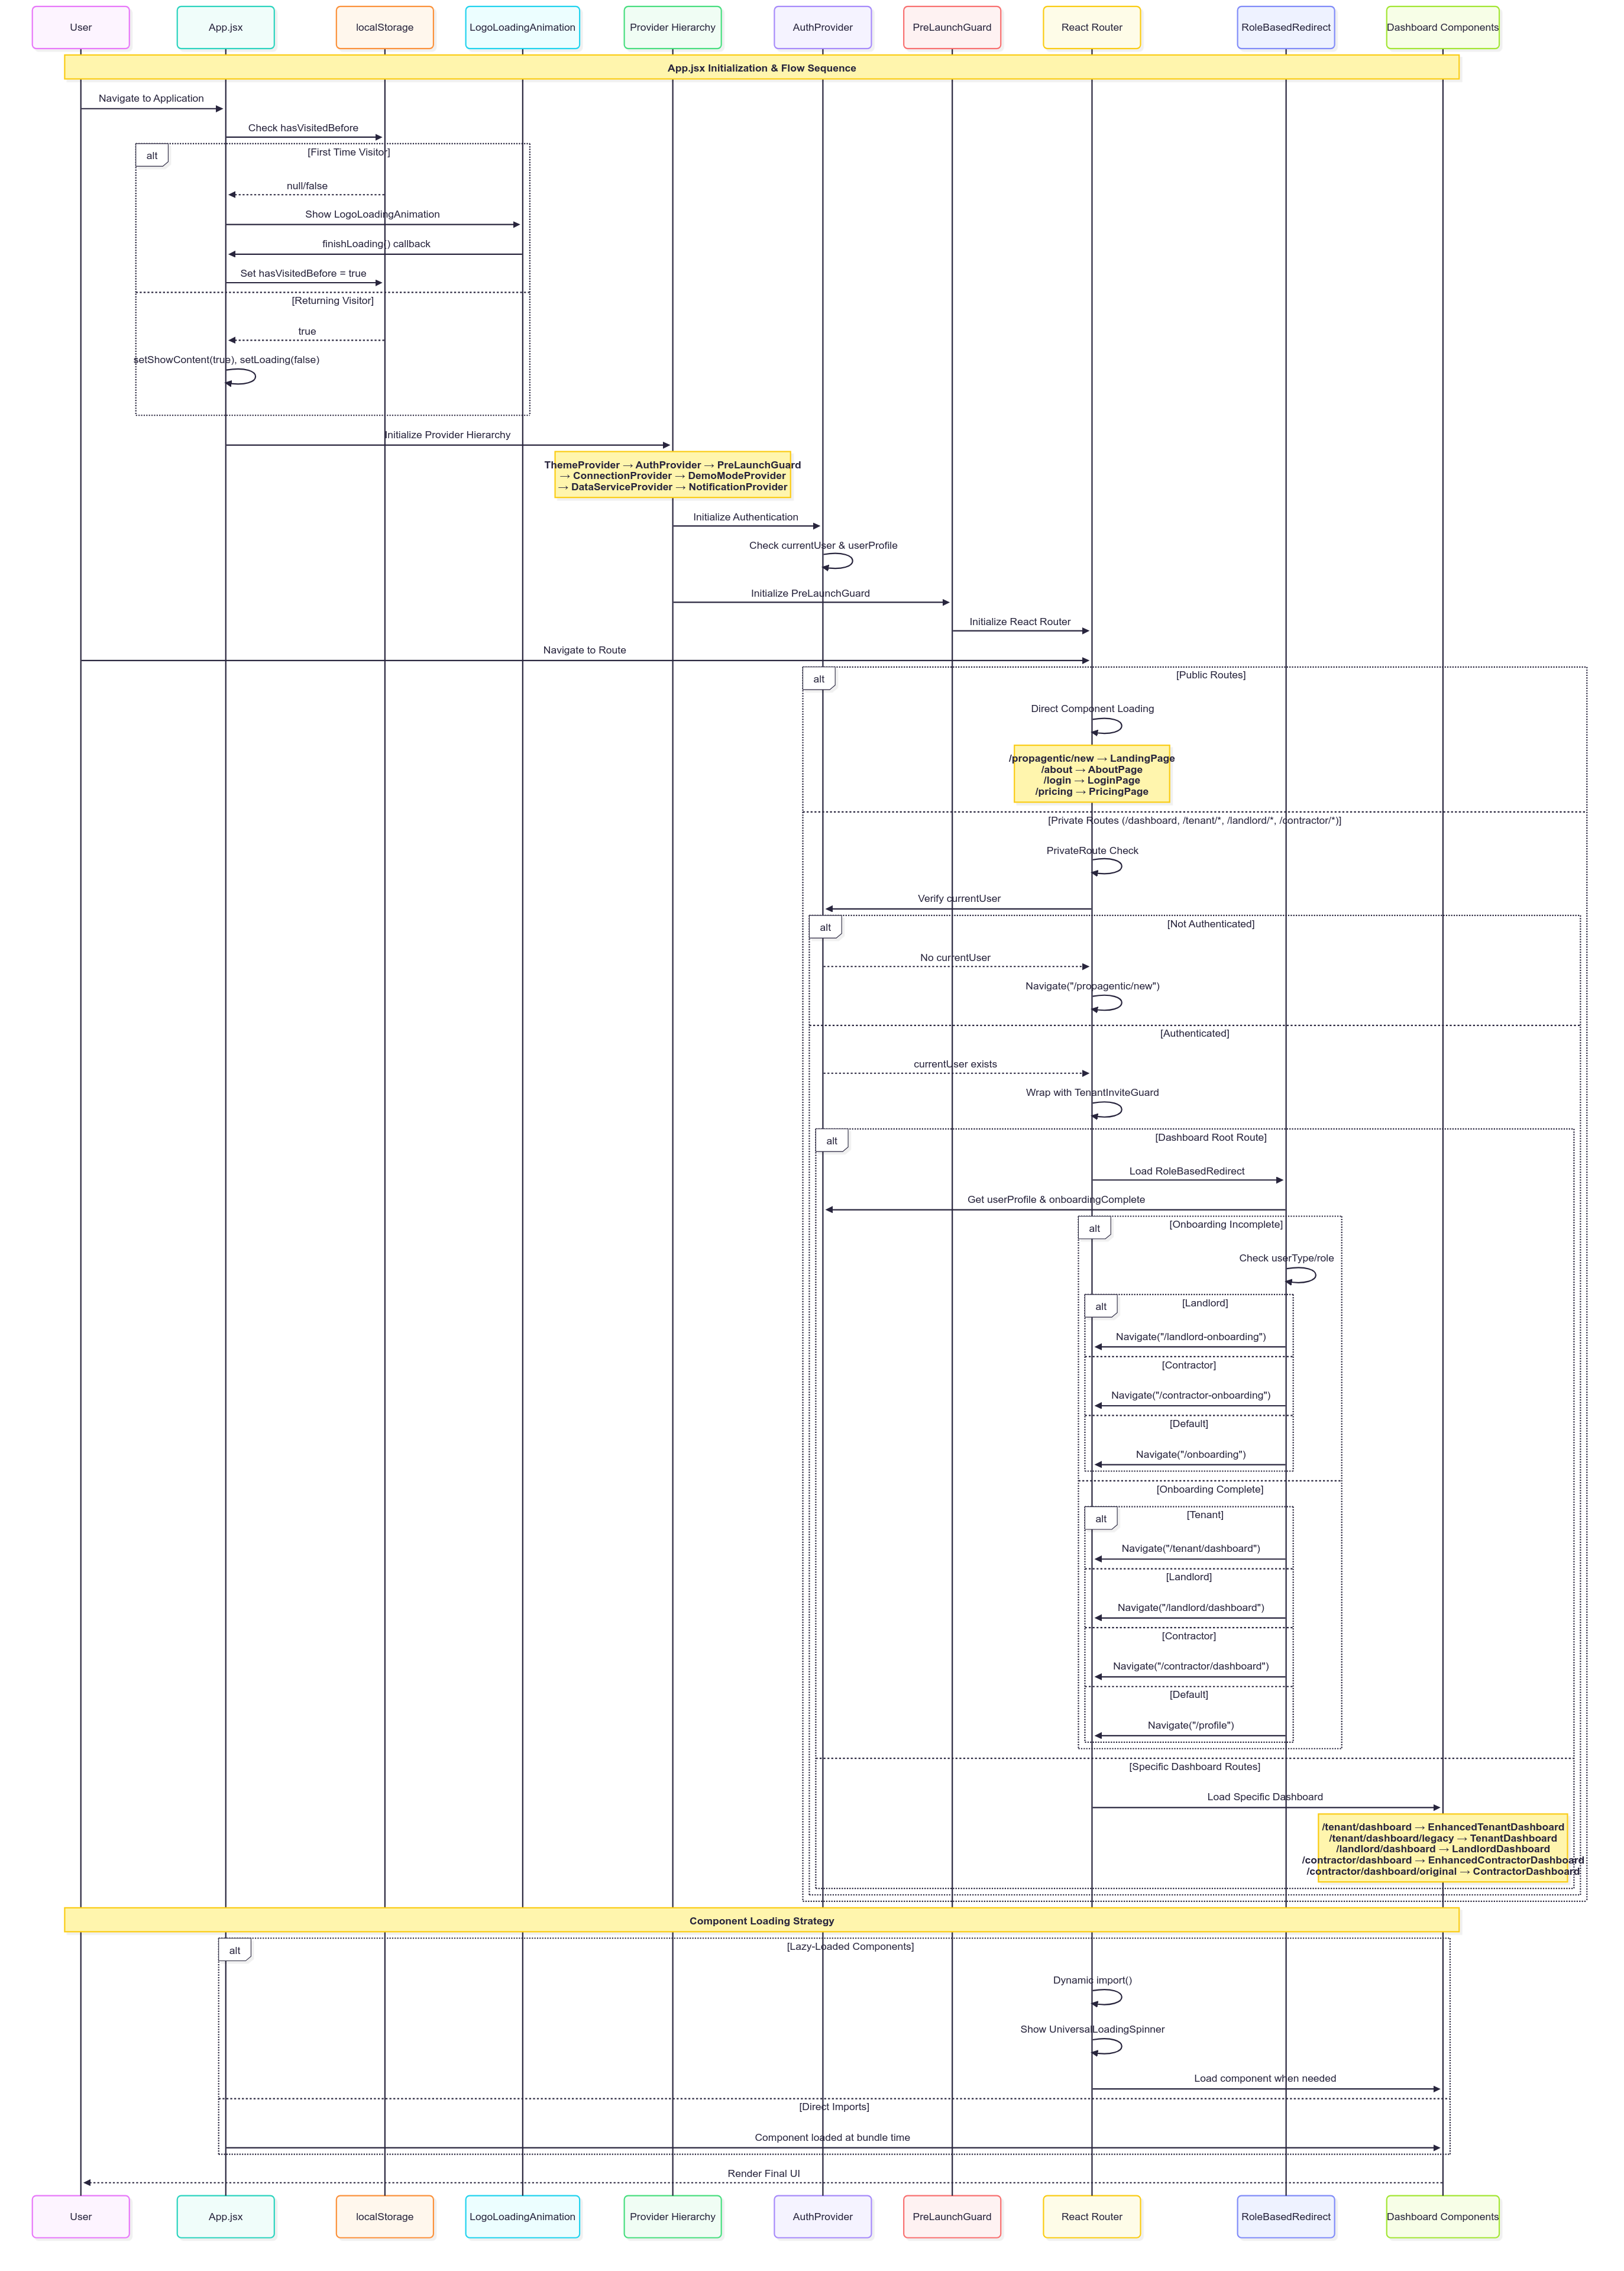 User
App.jsx
localStorage
LogoLoadingAnimation
Provider Hierarchy
AuthProvider
PreLaunchGuard
React Router
RoleBasedRedirect
Dashboard Components
App.jsx Initialization & Flow Sequence
Navigate to Application
Check hasVisitedBefore
alt
[First Time Visitor]
null/false
Show LogoLoadingAnimation
finishLoading() callback
Set hasVisitedBefore = true
[Returning Visitor]
true
setShowContent(true), setLoading(false)
Initialize Provider Hierarchy
ThemeProvider → AuthProvider → PreLaunchGuard
→ ConnectionProvider → DemoModeProvider
→ DataServiceProvider → NotificationProvider
Initialize Authentication
Check currentUser & userProfile
Initialize PreLaunchGuard
Initialize React Router
Navigate to Route
alt
[Public Routes]
Direct Component Loading
/propagentic/new → LandingPage
/about → AboutPage
/login → LoginPage
/pricing → PricingPage
[Private Routes (/dashboard, /tenant/*, /landlord/*, /contractor/*)]
PrivateRoute Check
Verify currentUser
alt
[Not Authenticated]
No currentUser
Navigate("/propagentic/new")
[Authenticated]
currentUser exists
Wrap with TenantInviteGuard
alt
[Dashboard Root Route]
Load RoleBasedRedirect
Get userProfile & onboardingComplete
alt
[Onboarding Incomplete]
Check userType/role
alt
[Landlord]
Navigate("/landlord-onboarding")
[Contractor]
Navigate("/contractor-onboarding")
[Default]
Navigate("/onboarding")
[Onboarding Complete]
alt
[Tenant]
Navigate("/tenant/dashboard")
[Landlord]
Navigate("/landlord/dashboard")
[Contractor]
Navigate("/contractor/dashboard")
[Default]
Navigate("/profile")
[Specific Dashboard Routes]
Load Specific Dashboard
/tenant/dashboard → EnhancedTenantDashboard
/tenant/dashboard/legacy → TenantDashboard
/landlord/dashboard → LandlordDashboard
/contractor/dashboard → EnhancedContractorDashboard
/contractor/dashboard/original → ContractorDashboard
Component Loading Strategy
alt
[Lazy-Loaded Components]
Dynamic import()
Show UniversalLoadingSpinner
Load component when needed
[Direct Imports]
Component loaded at bundle time
Render Final UI
User
App.jsx
localStorage
LogoLoadingAnimation
Provider Hierarchy
AuthProvider
PreLaunchGuard
React Router
RoleBasedRedirect
Dashboard Components